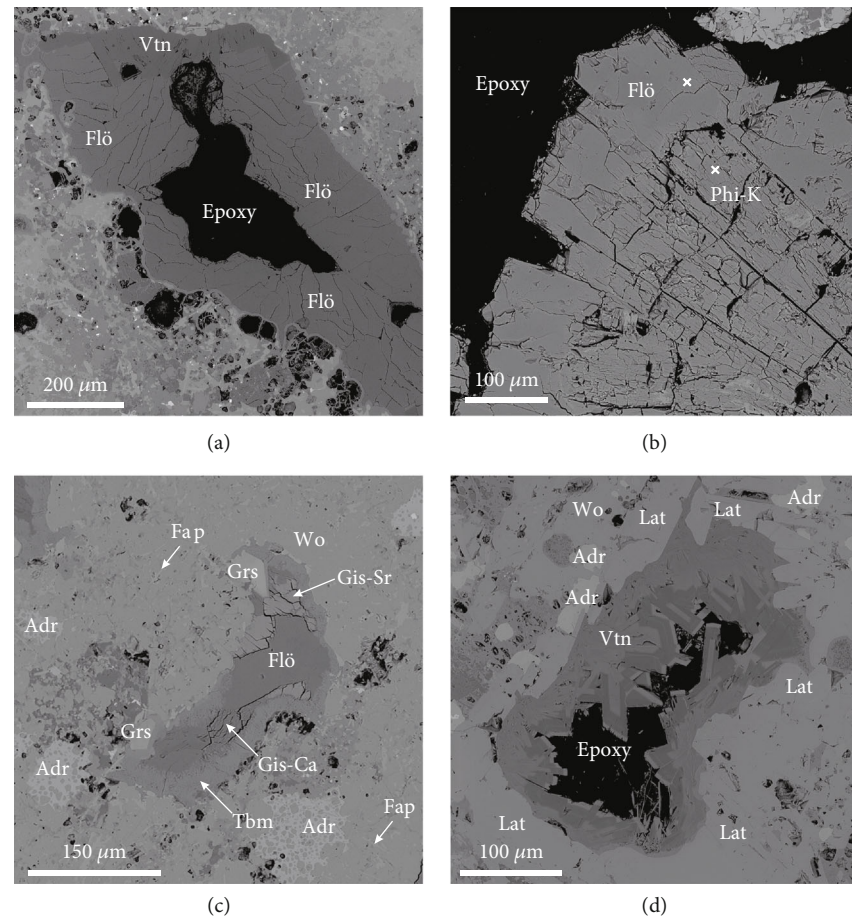 Vtn
Flö
Flö
Epoxy
Flö
200 μm
(a)
Epoxy
Flö
Phi-K
100 μm
(b)
Fap
Wo
Grs
Gis-Sr
Adr
Flö
Grs
Gis-Ca
Adr
Tbm
Adr
Fap
150 μm
(c)
Wo
Lat
Lat
Adr
Adr
Adr
Vtn
Lat
Epoxy
Lat
Lat
100 μm
(d)